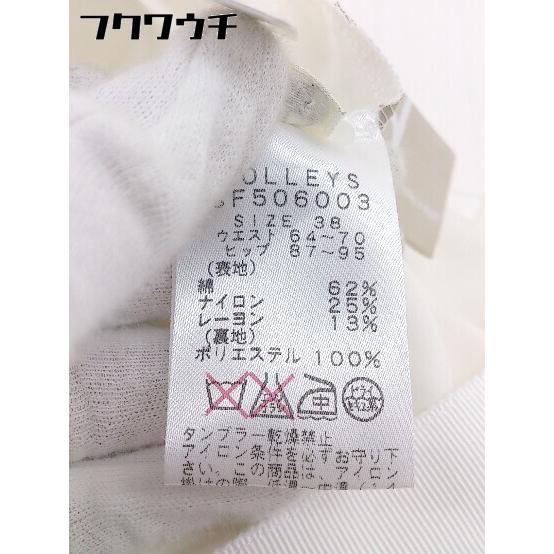 フクワウチ
OLLEYS
F506003
SIZE 38
ウエスト 64~70
ヒップ 87~95
(表地)
綿 62%
ナイロン 25%
レーヨン 13%
(裏地)
ポリエステル 100%
ドライ
タンブラー乾燥禁止
アイロン条件を必ずお守り下
さい。この商品は、アイロン